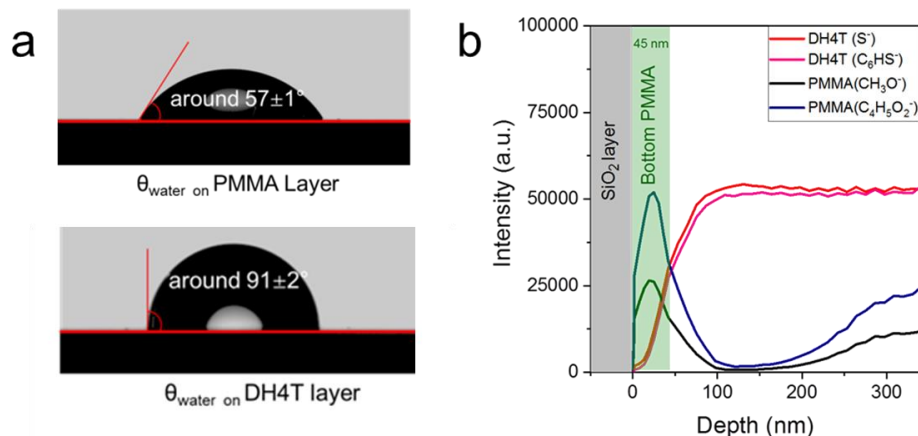 a
around 57±1°
θwater on PMMA Layer
around 91±2°
θwater on DH4T layer
b
100000
75000
50000
25000
0
Intensity (a.u.)
SiO₂ layer
Bottom PMMA
45 nm
DH4T (S⁻)
DH4T (C₆HS⁻)
PMMA(CH₃O⁻)
PMMA(C₄H₅O₂⁻)
0 100 200 300
Depth (nm)